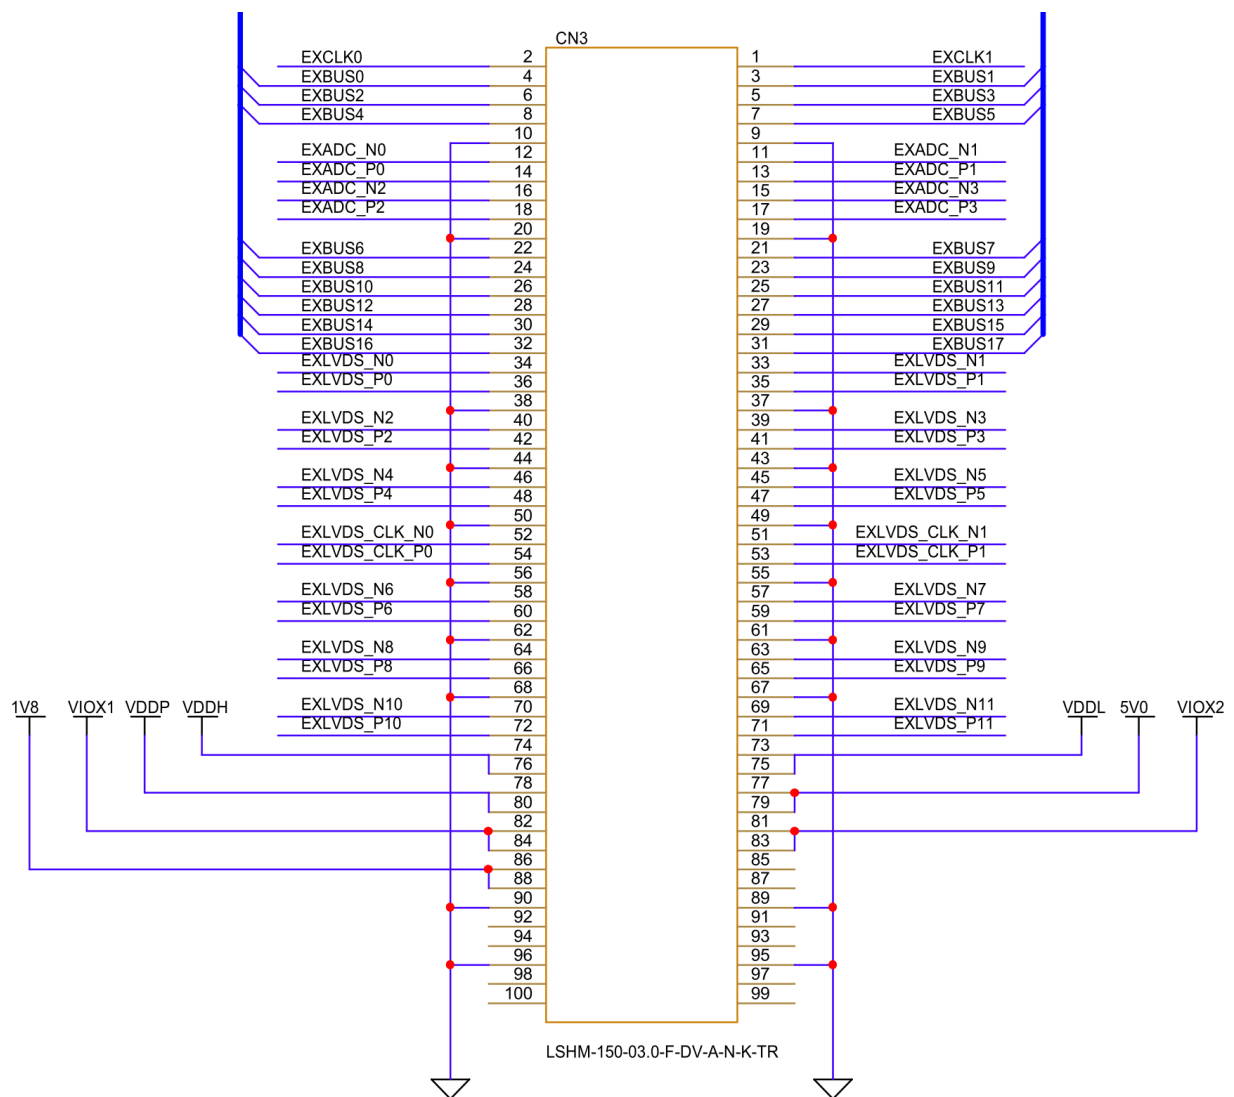 CN3
EXCLK0 2 1 EXCLK1
EXBUS0 4 3 EXBUS1
EXBUS2 6 5 EXBUS3
EXBUS4 8 7 EXBUS5
10 9
EXADC_N0 12 11 EXADC_N1
EXADC_P0 14 13 EXADC_P1
EXADC_N2 16 15 EXADC_N3
EXADC_P2 18 17 EXADC_P3
20 19
EXBUS6 22 21 EXBUS7
EXBUS8 24 23 EXBUS9
EXBUS10 26 25 EXBUS11
EXBUS12 28 27 EXBUS13
EXBUS14 30 29 EXBUS15
EXBUS16 32 31 EXBUS17
EXLVDS_N0 34 33 EXLVDS_N1
EXLVDS_P0 36 35 EXLVDS_P1
38 37
EXLVDS_N2 40 39 EXLVDS_N3
EXLVDS_P2 42 41 EXLVDS_P3
44 43
EXLVDS_N4 46 45 EXLVDS_N5
EXLVDS_P4 48 47 EXLVDS_P5
50 49
EXLVDS_CLK_N0 52 51 EXLVDS_CLK_N1
EXLVDS_CLK_P0 54 53 EXLVDS_CLK_P1
56 55
EXLVDS_N6 58 57 EXLVDS_N7
EXLVDS_P6 60 59 EXLVDS_P7
62 61
EXLVDS_N8 64 63 EXLVDS_N9
EXLVDS_P8 66 65 EXLVDS_P9
68 67
1V8 VIOX1 VDDP VDDH EXLVDS_N10 70 69 EXLVDS_N11 VDDL 5V0 VIOX2
EXLVDS_P10 72 71 EXLVDS_P11
74 73
76 75
78 77
80 79
82 81
84 83
86 85
88 87
90 89
92 91
94 93
96 95
98 97
100 99
LSHM-150-03.0-F-DV-A-N-K-TR